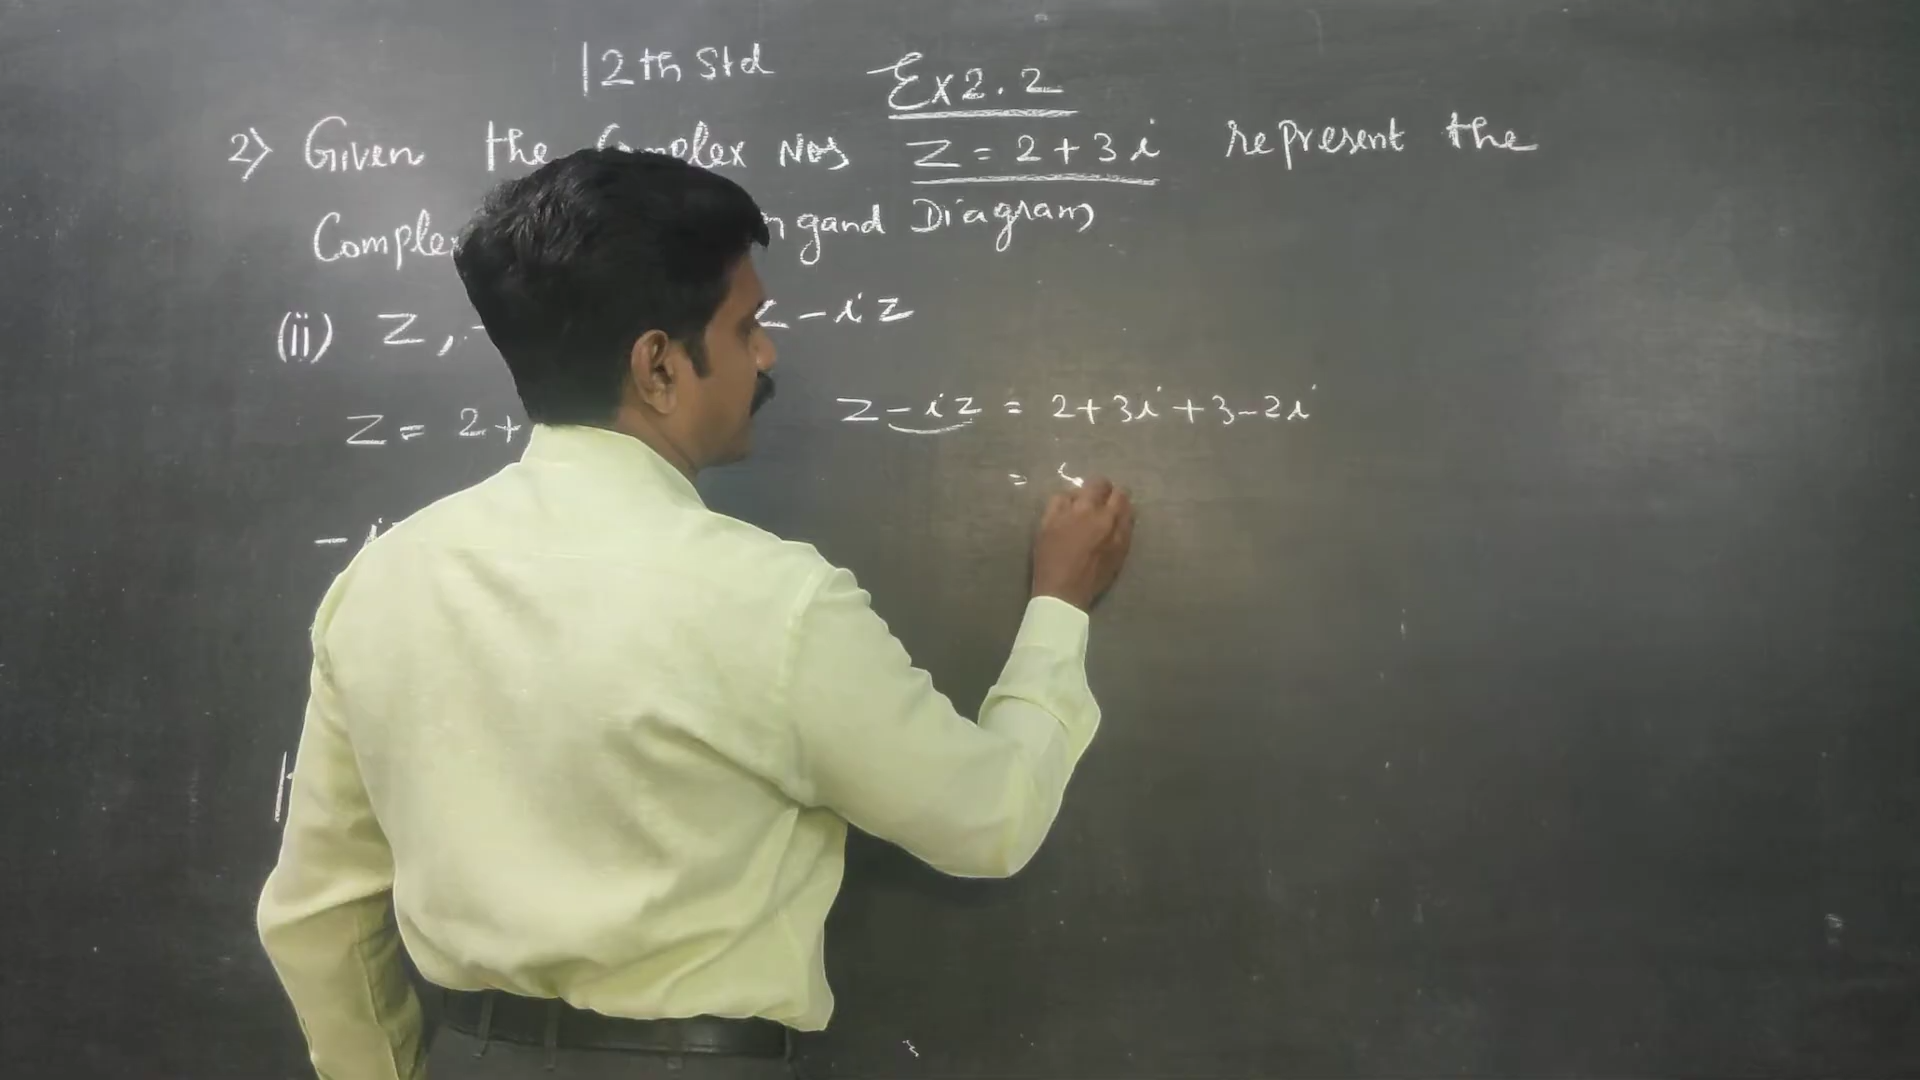 12th Std Ex 2.2
2) Given the Complex Nos Z = 2 + 3i represent the
Comple gand Diagram
(ii) Z, - z - iz
Z = 2 +
z - iz = 2 + 3i + 3 - 2i
=
- i